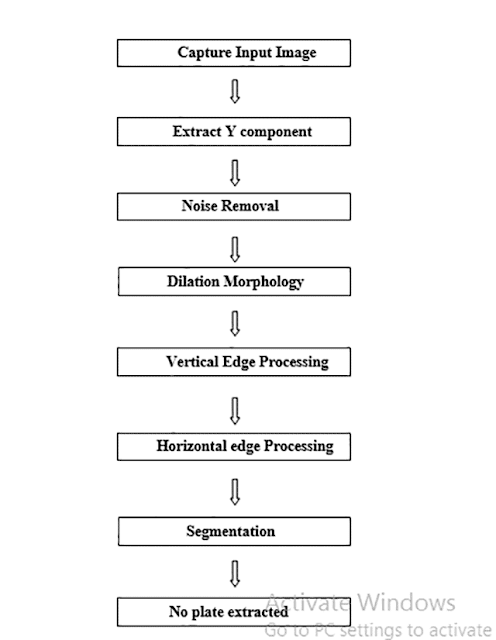 Capture Input Image
Extract Y component
Noise Removal
Dilation Morphology
Vertical Edge Processing
Horizontal edge Processing
Segmentation
No plate extracted
Activate Windows
Go to PC settings to activate